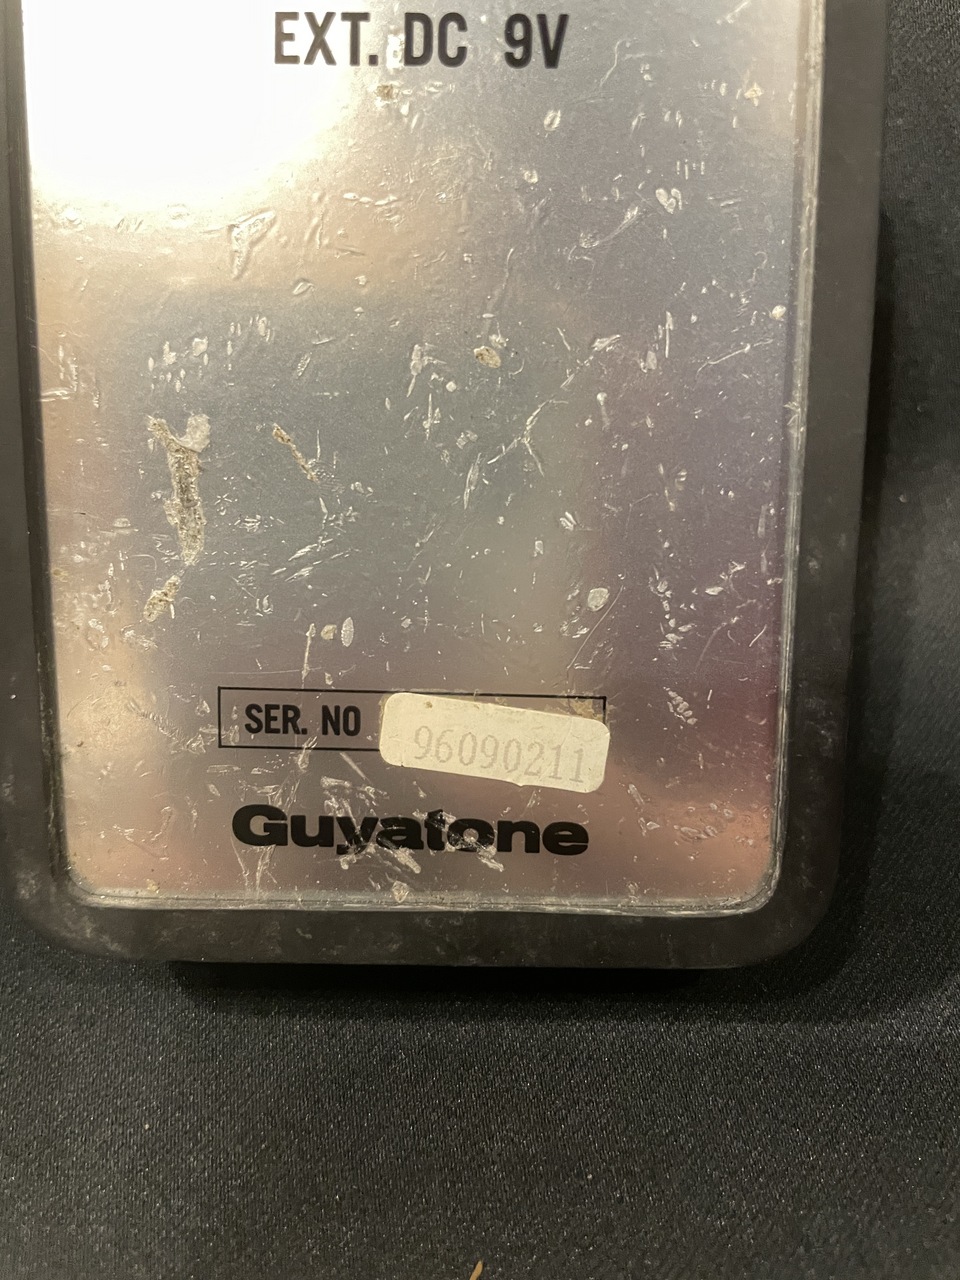 EXT. DC 9V
SER. NO 96090211
Guyatone